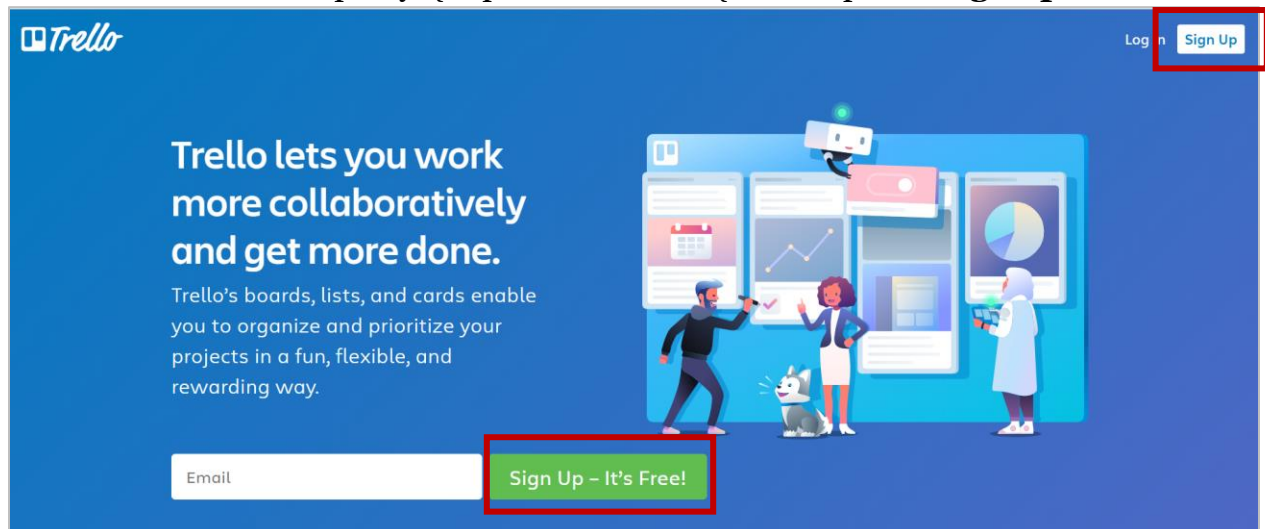 Trello
Log In Sign Up
Trello lets you work
more collaboratively
and get more done.
Trello's boards, lists, and cards enable
you to organize and prioritize your
projects in a fun, flexible, and
rewarding way.
Email
Sign Up – It's Free!